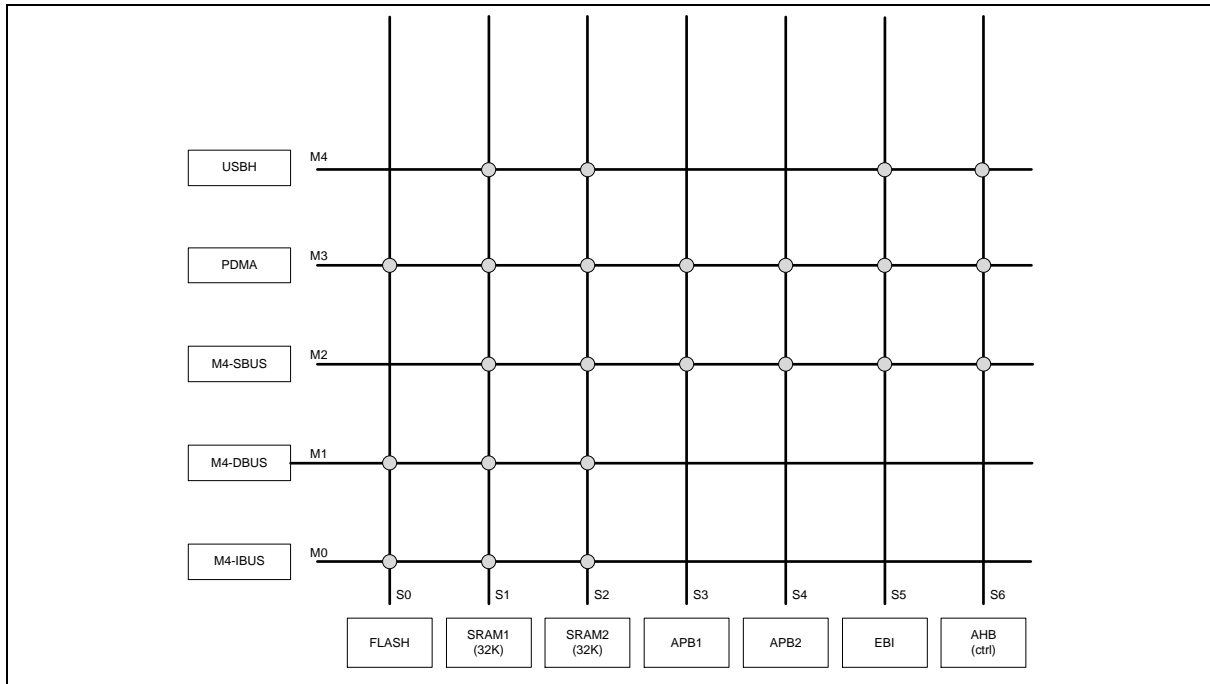 USBH
M4
PDMA
M3
M4-SBUS
M2
M4-DBUS
M1
M4-IBUS
M0
S0
S1
S2
S3
S4
S5
S6
FLASH
SRAM1
(32K)
SRAM2
(32K)
APB1
APB2
EBI
AHB
(ctrl)